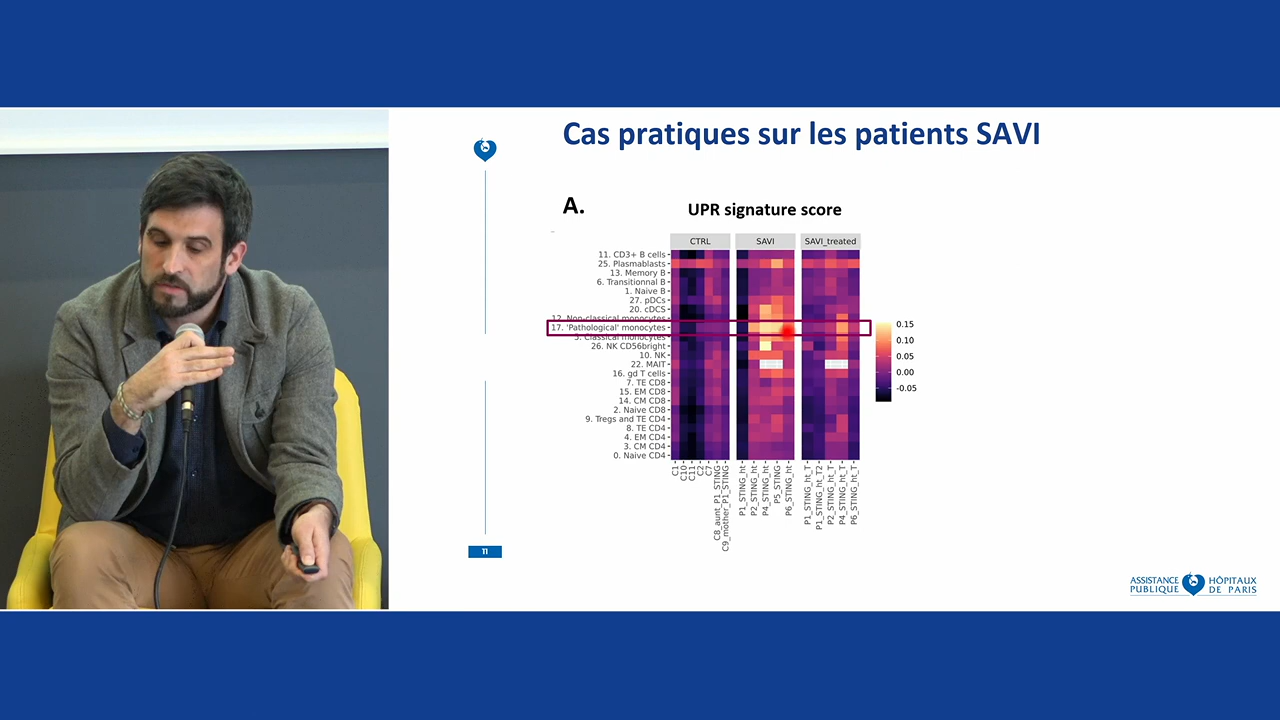 Cas pratiques sur les patients SAVI
A.
UPR signature score
CTRL
SAVI
SAVI_treated
11. CD3+ B cells
25. Plasmablasts
13. Memory B
6. Transitionnal B
1. Naive B
27. pDCs
20. cDCS
12. Non-classical monocytes
17. 'Pathological' monocytes
5. Classical monocytes
26. NK CD56bright
10. NK
22. MAIT
16. gd T cells
7. TE CD8
15. EM CD8
14. CM CD8
2. Naive CD8
9. Tregs and TE CD4
8. TE CD4
4. EM CD4
3. CM CD4
0. Naive CD4
C1
C10
C11
C2
C7
C8_aunt_P1_STING
C9_mother_P1_STING
P1_STING_ht
P2_STING_ht
P4_STING_ht
P5_STING
P6_STING_ht
P1_STING_ht_T
P1_STING_ht_T2
P2_STING_ht_T
P4_STING_ht_T
P6_STING_ht_T
0.15
0.10
0.05
0.00
-0.05
11
ASSISTANCE PUBLIQUE
HÔPITAUX DE PARIS